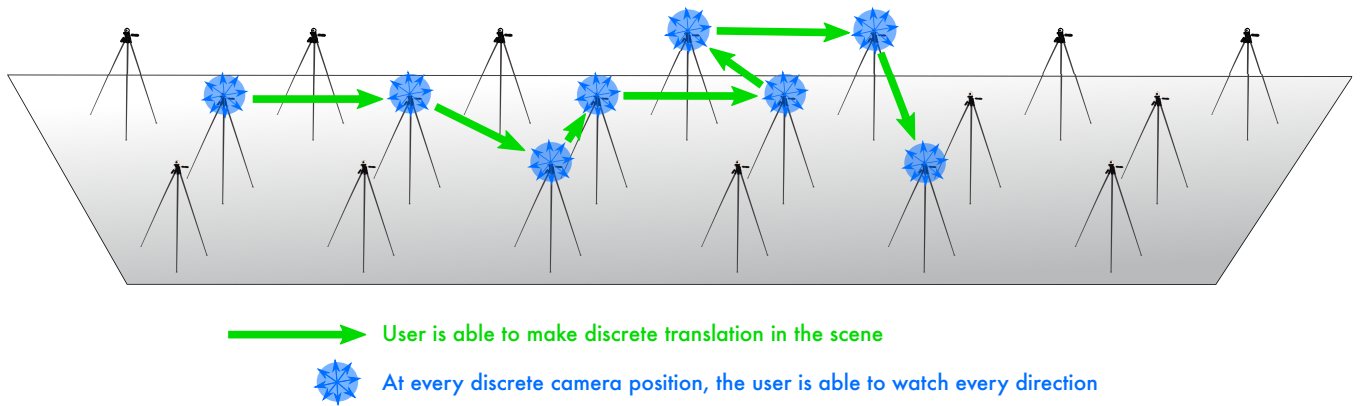 User is able to make discrete translation in the scene
At every discrete camera position, the user is able to watch every direction